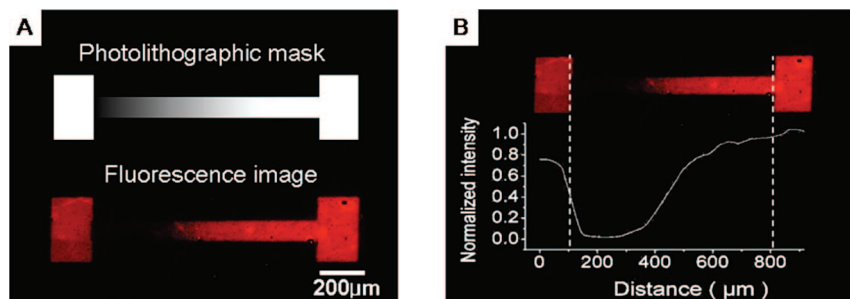 A
Photolithographic mask
Fluorescence image
200μm
B
Normalized intensity
1.0
0.8
0.6
0.4
0.2
0.0
0 200 400 600 800
Distance ( μm )